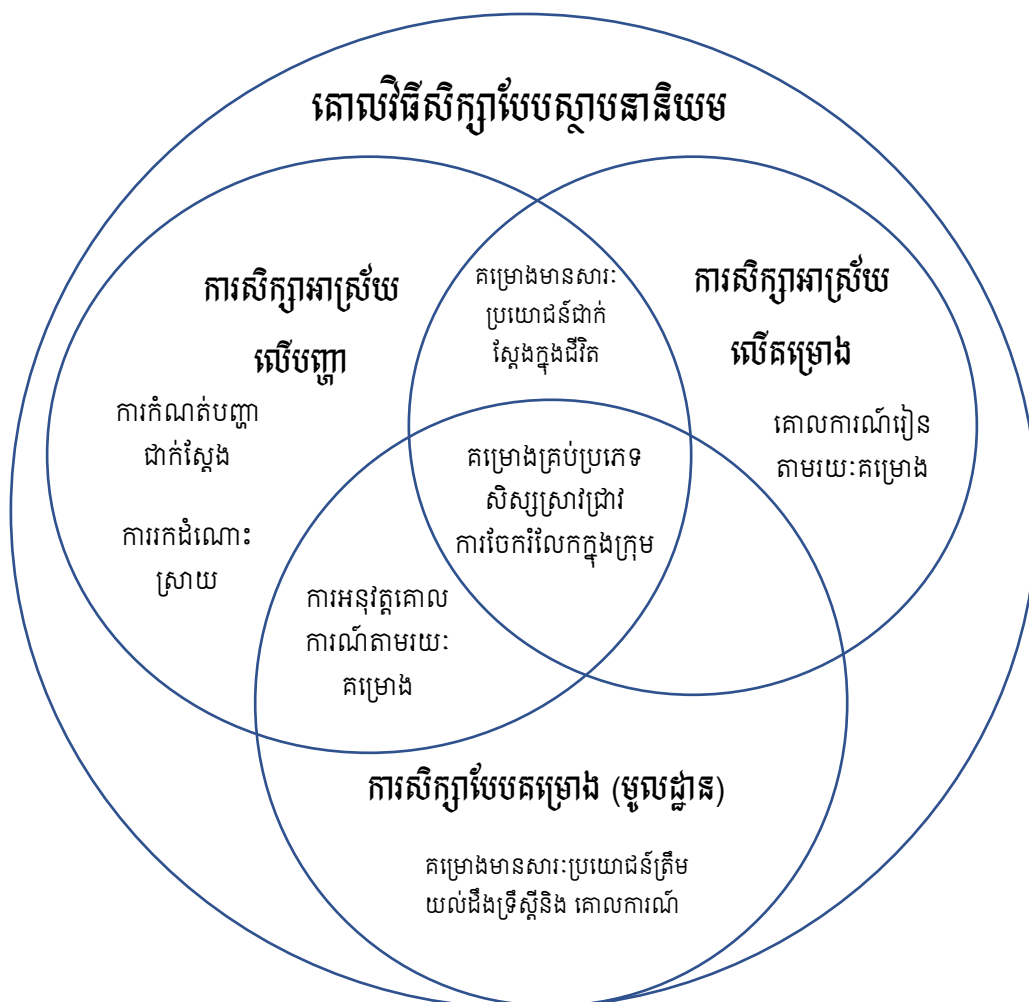 គោលវិធីសិក្សាបែបស្ថាបនានិយម
ការសិក្សាអាស្រ័យ
លើបញ្ហា
ការកំណត់បញ្ហា
ជាក់ស្តែង
ការរកដំណោះ
ស្រាយ
គម្រោងមានសារៈ
ប្រយោជន៍ជាក់
ស្តែងក្នុងជីវិត
ការសិក្សាអាស្រ័យ
លើគម្រោង
គោលការណ៍រៀន
តាមរយៈគម្រោង
គម្រោងគ្រប់ប្រភេទ
សិស្សស្រាវជ្រាវ
ការចែករំលែកក្នុងក្រុម
ការអនុវត្តគោល
ការណ៍តាមរយៈ
គម្រោង
ការសិក្សាបែបគម្រោង (មូលដ្ឋាន)
គម្រោងមានសារៈប្រយោជន៍ត្រឹម
យល់ដឹងទ្រឹស្តីនិង គោលការណ៍